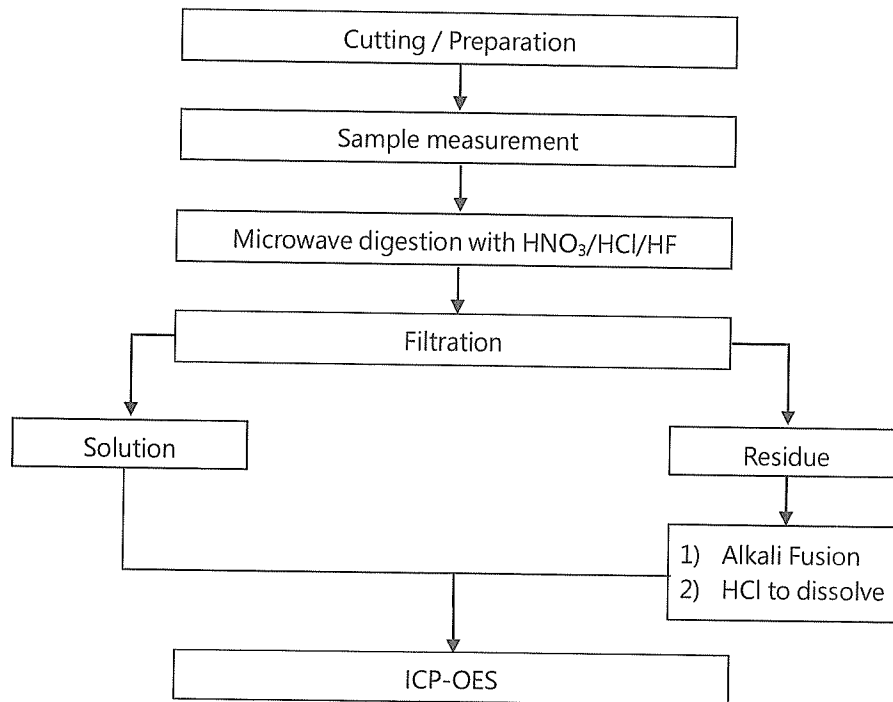 Cutting / Preparation
Sample measurement
Microwave digestion with HNO₃/HCl/HF
Filtration
Solution
Residue
1) Alkali Fusion
2) HCl to dissolve
ICP-OES